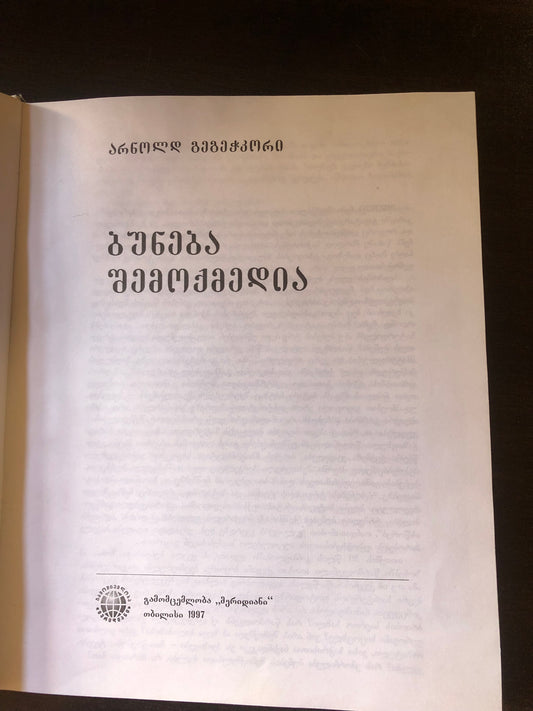 არნოლდ გეგეჭკორი
ბუნება
შემოქმედია
გამომცემლობა „მერიდიანი“
თბილისი 1997